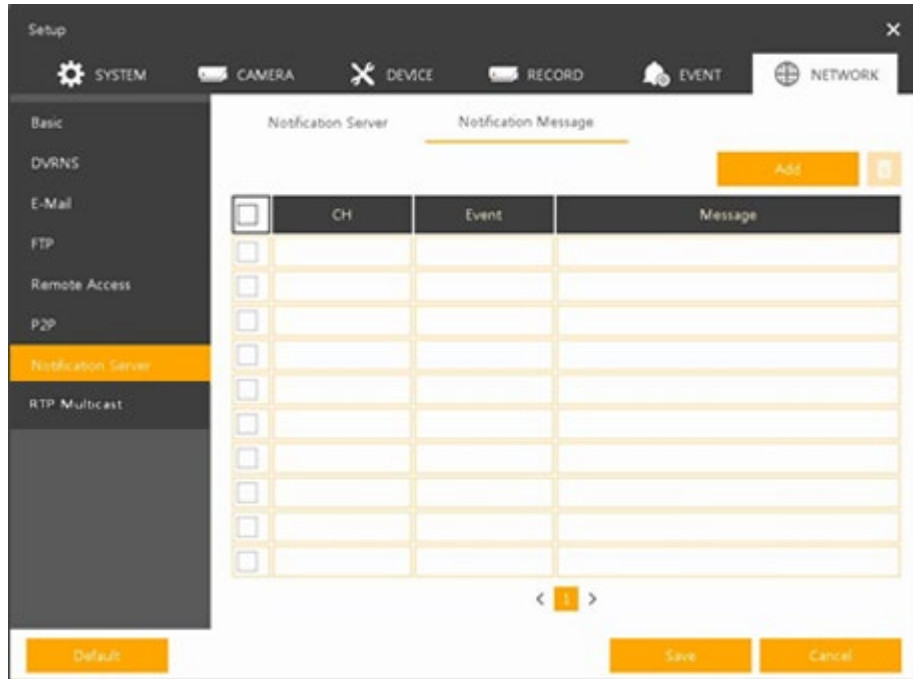 Setup
SYSTEM CAMERA DEVICE RECORD EVENT NETWORK
Basic
DVRNS
E-Mail
FTP
Remote Access
P2P
Notification Server
RTP Multicast
Notification Server Notification Message
Add
CH Event Message
1
Default Save Cancel